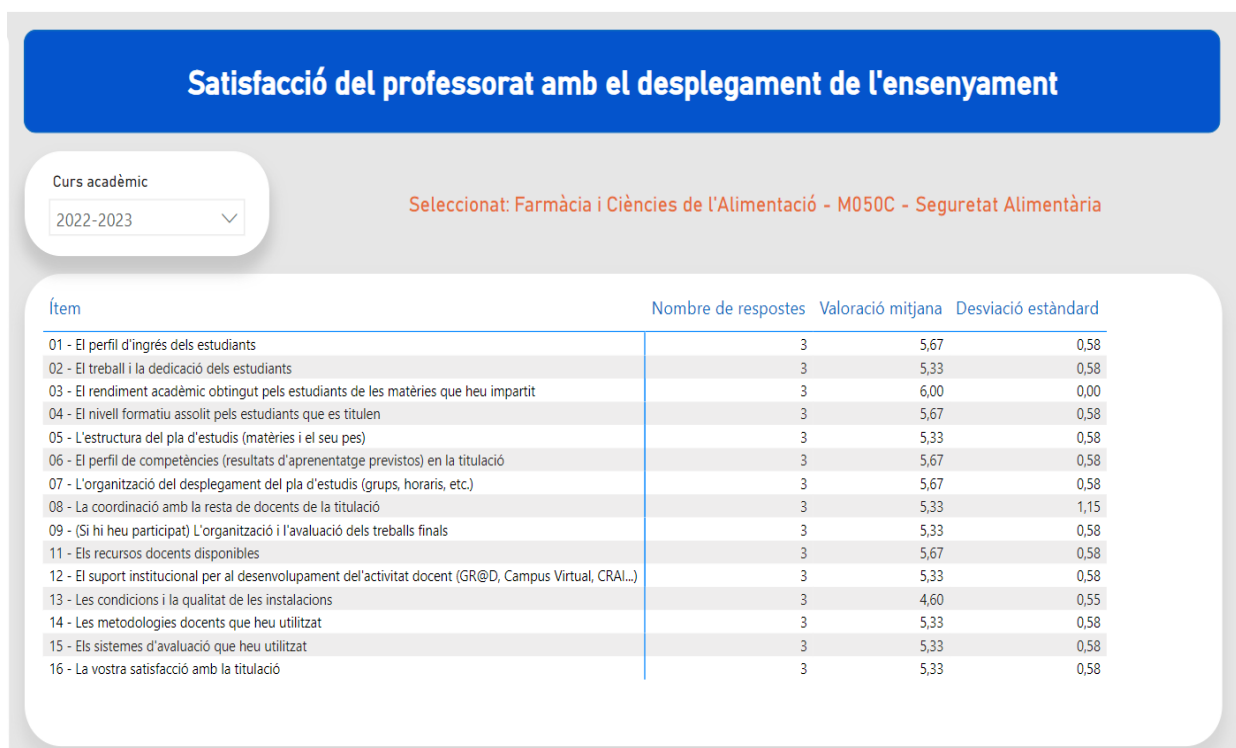 Satisfacció del professorat amb el desplegament de l'ensenyament
Curs acadèmic
2022-2023
Seleccionat: Farmàcia i Ciències de l'Alimentació - M050C - Seguretat Alimentària
Ítem Nombre de respostes Valoració mitjana Desviació estàndard
01 - El perfil d'ingrés dels estudiants 3 5,67 0,58
02 - El treball i la dedicació dels estudiants 3 5,33 0,58
03 - El rendiment acadèmic obtingut pels estudiants de les matèries que heu impartit 3 6,00 0,00
04 - El nivell formatiu assolit pels estudiants que es titulen 3 5,67 0,58
05 - L'estructura del pla d'estudis (matèries i el seu pes) 3 5,33 0,58
06 - El perfil de competències (resultats d'aprenentatge previstos) en la titulació 3 5,67 0,58
07 - L'organització del desplegament del pla d'estudis (grups, horaris, etc.) 3 5,67 0,58
08 - La coordinació amb la resta de docents de la titulació 3 5,33 1,15
09 - (Si hi heu participat) L'organització i l'avaluació dels treballs finals 3 5,33 0,58
11 - Els recursos docents disponibles 3 5,67 0,58
12 - El suport institucional per al desenvolupament del'activitat docent (GR@D, Campus Virtual, CRAI...) 3 5,33 0,58
13 - Les condicions i la qualitat de les instalacions 3 4,60 0,55
14 - Les metodologies docents que heu utilitzat 3 5,33 0,58
15 - Els sistemes d'avaluació que heu utilitzat 3 5,33 0,58
16 - La vostra satisfacció amb la titulació 3 5,33 0,58